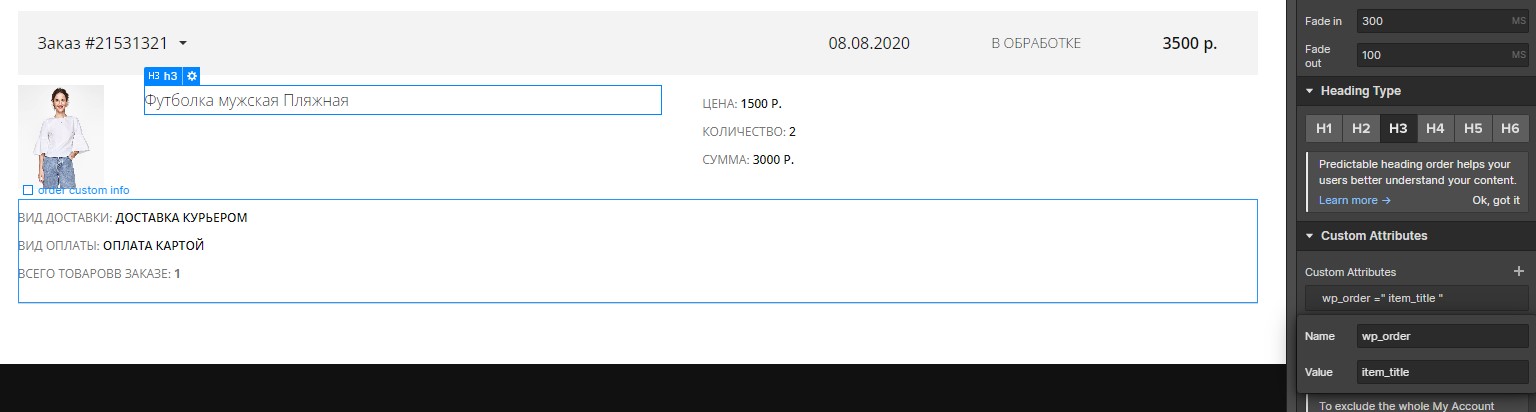 Заказ #21531321
08.08.2020
В ОБРАБОТКЕ
3500 р.
H3 h3
Футболка мужская Пляжная
ЦЕНА: 1500 Р.
КОЛИЧЕСТВО: 2
СУММА: 3000 Р.
order custom info
ВИД ДОСТАВКИ: ДОСТАВКА КУРЬЕРОМ
ВИД ОПЛАТЫ: ОПЛАТА КАРТОЙ
ВСЕГО ТОВАРОВВ ЗАКАЗЕ: 1
Fade in
300
MS
Fade
out
100
MS
Heading Type
H1 H2 H3 H4 H5 H6
Predictable heading order helps your
users better understand your content.
Learn more →
Ok, got it
Custom Attributes
Custom Attributes
+
wp_order =" item_title "
Name
wp_order
Value
item_title
To exclude the whole My Account